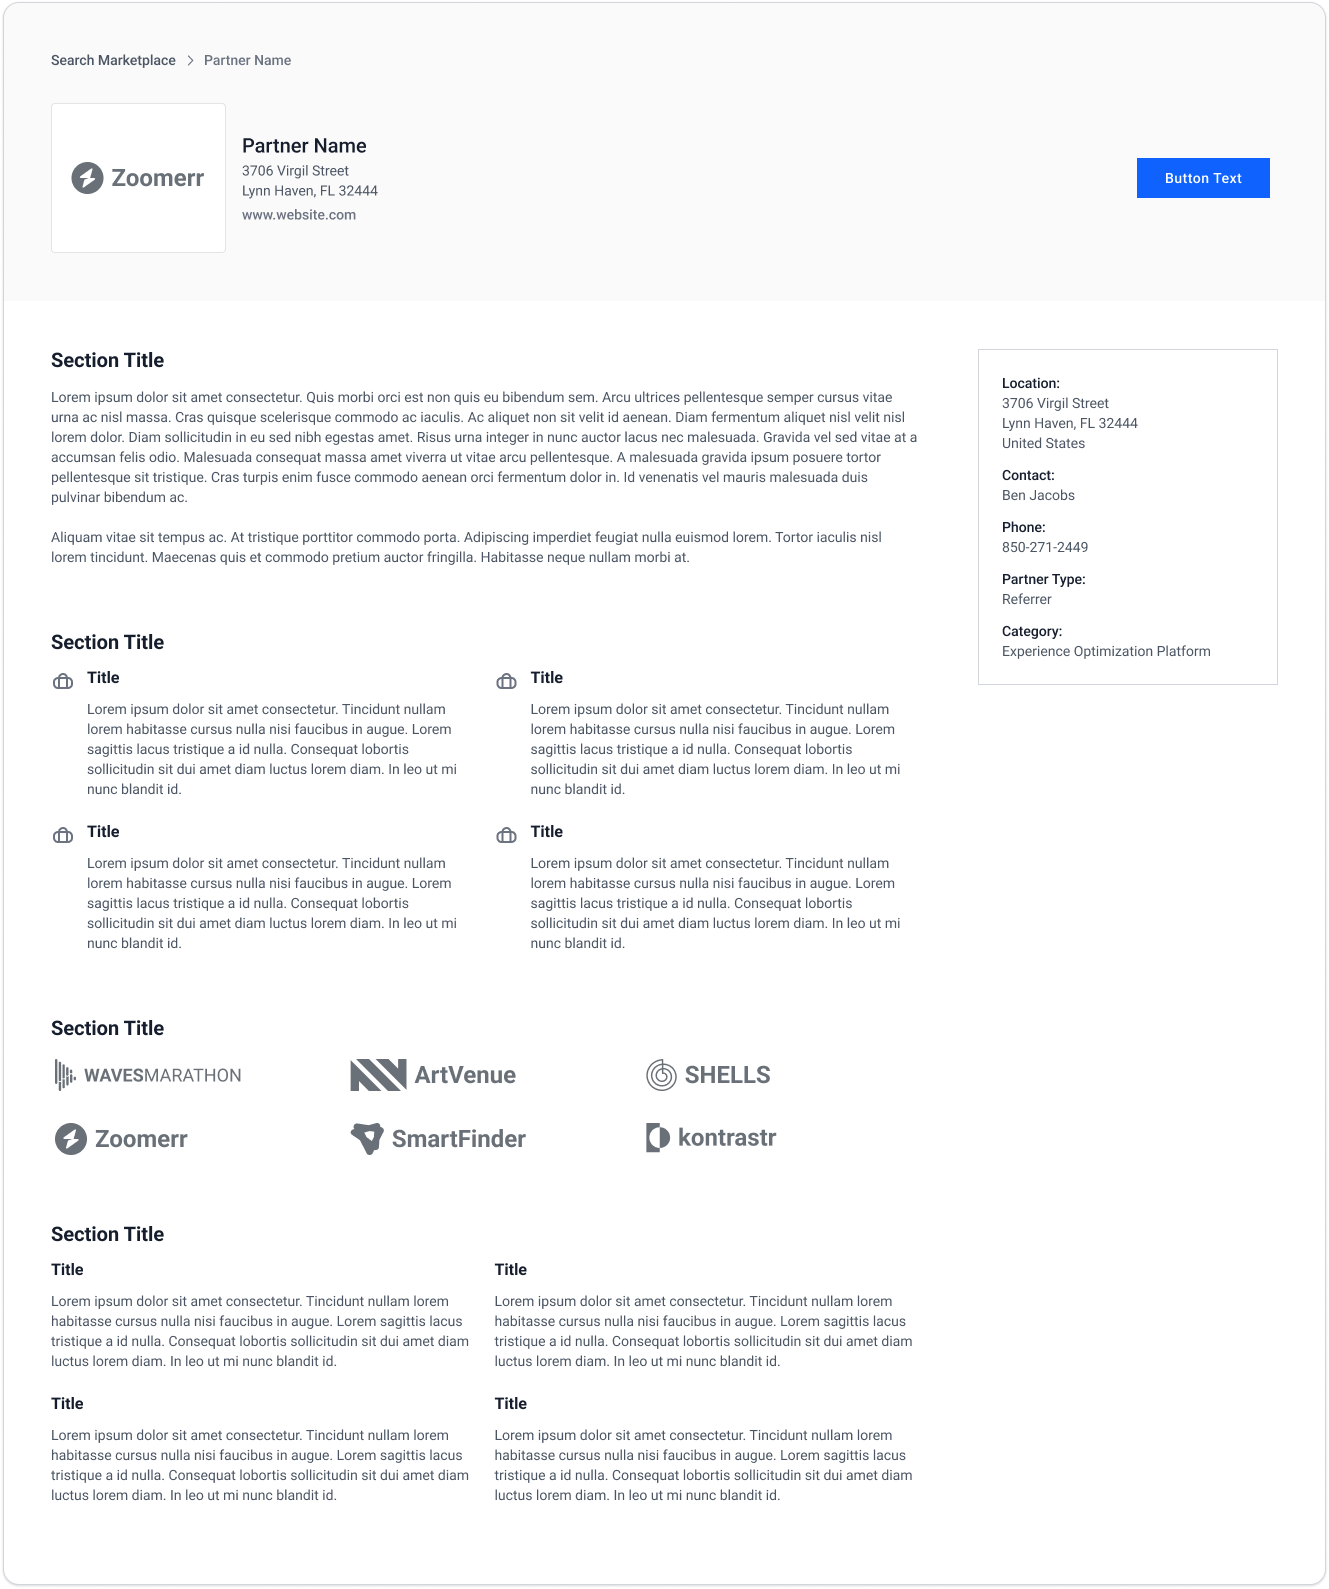 Search Marketplace > Partner Name
Zoomerr
Partner Name
3706 Virgil Street
Lynn Haven, FL 32444
www.website.com
Button Text
Section Title
Lorem ipsum dolor sit amet consectetur. Quis morbi orci est non quis eu bibendum sem. Arcu ultrices pellentesque semper cursus vitae
urna ac nisl massa. Cras quisque scelerisque commodo ac iaculis. Ac aliquet non sit velit id aenean. Diam fermentum aliquet nisl velit nisl
lorem dolor. Diam sollicitudin in eu sed nibh egestas amet. Risus urna integer in nunc auctor lacus nec malesuada. Gravida vel sed vitae at a
accumsan felis odio. Malesuada consequat massa amet viverra ut vitae arcu pellentesque. A malesuada gravida ipsum posuere tortor
pellentesque sit tristique. Cras turpis enim fusce commodo aenean orci fermentum dolor in. Id venenatis vel mauris malesuada duis
pulvinar bibendum ac.
Aliquam vitae sit tempus ac. At tristique porttitor commodo porta. Adipiscing imperdiet feugiat nulla euismod lorem. Tortor iaculis nisl
lorem tincidunt. Maecenas quis et commodo pretium auctor fringilla. Habitasse neque nullam morbi at.
Location:
3706 Virgil Street
Lynn Haven, FL 32444
United States
Contact:
Ben Jacobs
Phone:
850-271-2449
Partner Type:
Referrer
Category:
Experience Optimization Platform
Section Title
Title
Lorem ipsum dolor sit amet consectetur. Tincidunt nullam
lorem habitasse cursus nulla nisi faucibus in augue. Lorem
sagittis lacus tristique a id nulla. Consequat lobortis
sollicitudin sit dui amet diam luctus lorem diam. In leo ut mi
nunc blandit id.
Title
Lorem ipsum dolor sit amet consectetur. Tincidunt nullam
lorem habitasse cursus nulla nisi faucibus in augue. Lorem
sagittis lacus tristique a id nulla. Consequat lobortis
sollicitudin sit dui amet diam luctus lorem diam. In leo ut mi
nunc blandit id.
Title
Lorem ipsum dolor sit amet consectetur. Tincidunt nullam
lorem habitasse cursus nulla nisi faucibus in augue. Lorem
sagittis lacus tristique a id nulla. Consequat lobortis
sollicitudin sit dui amet diam luctus lorem diam. In leo ut mi
nunc blandit id.
Title
Lorem ipsum dolor sit amet consectetur. Tincidunt nullam
lorem habitasse cursus nulla nisi faucibus in augue. Lorem
sagittis lacus tristique a id nulla. Consequat lobortis
sollicitudin sit dui amet diam luctus lorem diam. In leo ut mi
nunc blandit id.
Section Title
WAVESMARATHON
ArtVenue
SHELLS
Zoomerr
SmartFinder
kontrastr
Section Title
Title
Lorem ipsum dolor sit amet consectetur. Tincidunt nullam lorem
habitasse cursus nulla nisi faucibus in augue. Lorem sagittis lacus
tristique a id nulla. Consequat lobortis sollicitudin sit dui amet diam
luctus lorem diam. In leo ut mi nunc blandit id.
Title
Lorem ipsum dolor sit amet consectetur. Tincidunt nullam lorem
habitasse cursus nulla nisi faucibus in augue. Lorem sagittis lacus
tristique a id nulla. Consequat lobortis sollicitudin sit dui amet diam
luctus lorem diam. In leo ut mi nunc blandit id.
Title
Lorem ipsum dolor sit amet consectetur. Tincidunt nullam lorem
habitasse cursus nulla nisi faucibus in augue. Lorem sagittis lacus
tristique a id nulla. Consequat lobortis sollicitudin sit dui amet diam
luctus lorem diam. In leo ut mi nunc blandit id.
Title
Lorem ipsum dolor sit amet consectetur. Tincidunt nullam lorem
habitasse cursus nulla nisi faucibus in augue. Lorem sagittis lacus
tristique a id nulla. Consequat lobortis sollicitudin sit dui amet diam
luctus lorem diam. In leo ut mi nunc blandit id.